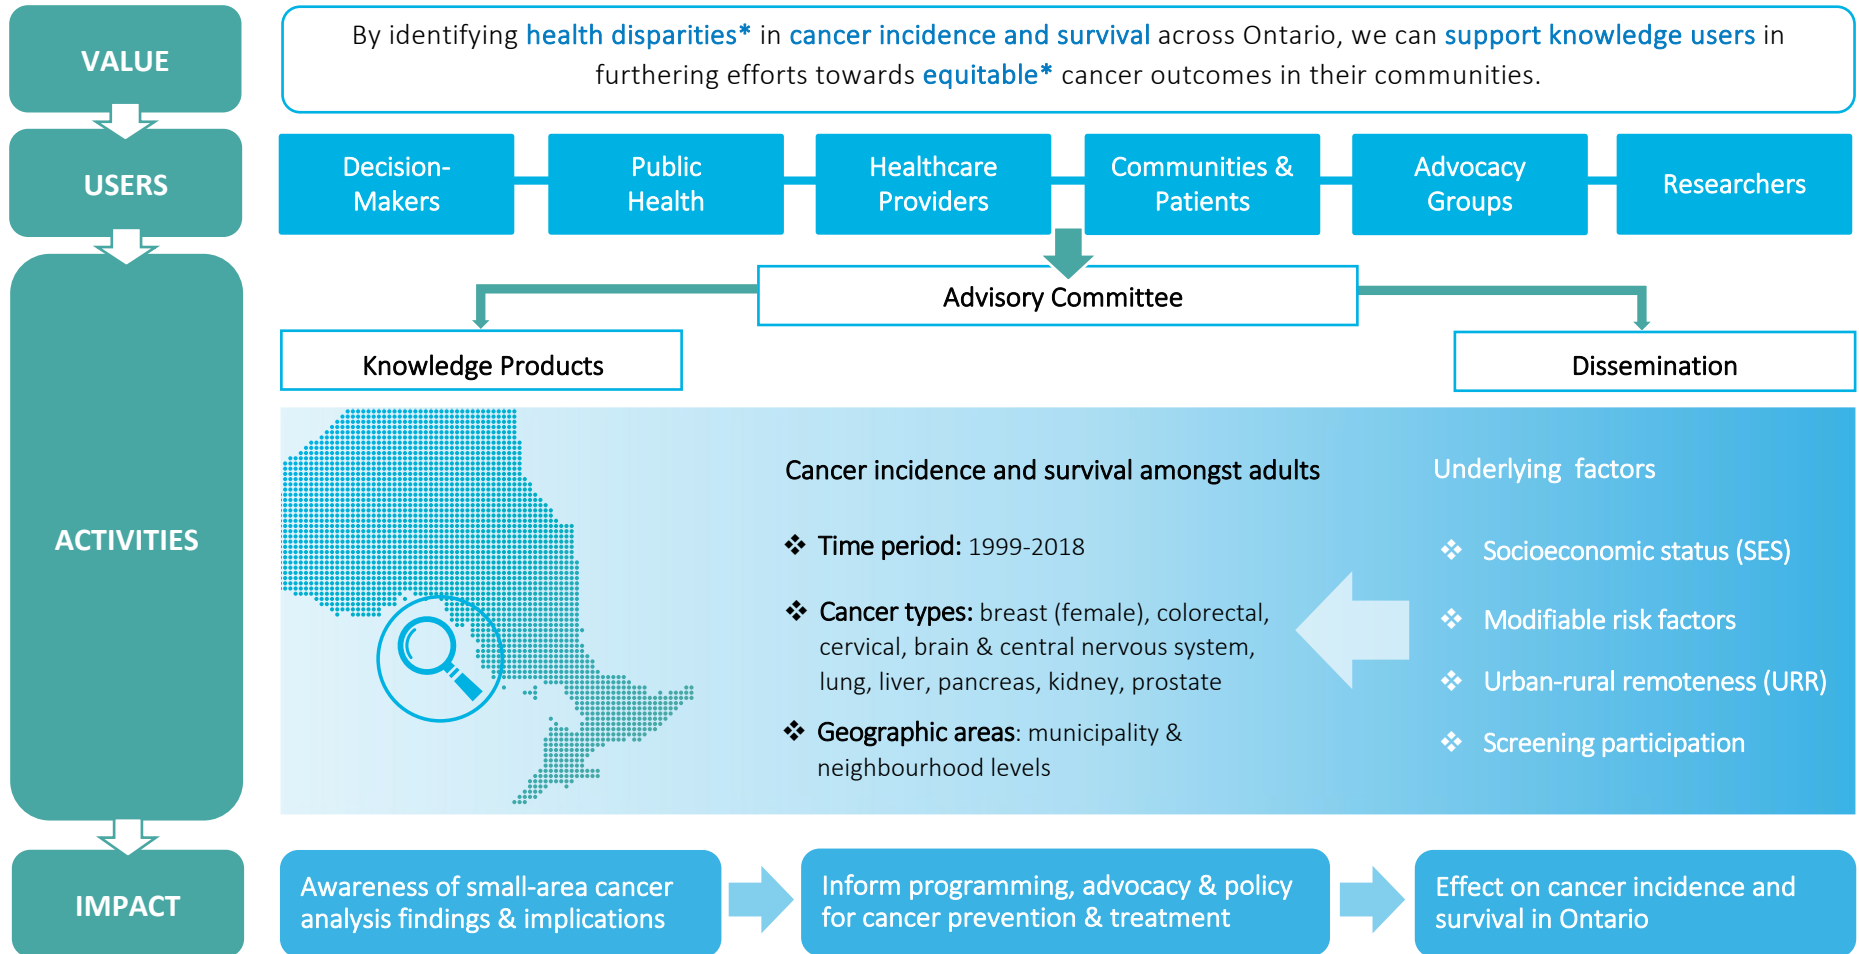 VALUE
By identifying health disparities* in cancer incidence and survival across Ontario, we can support knowledge users in
furthering efforts towards equitable* cancer outcomes in their communities.
USERS
Decision-
Makers
Public
Health
Healthcare
Providers
Communities &
Patients
Advocacy
Groups
Researchers
Advisory Committee
Knowledge Products
Dissemination
ACTIVITIES
Cancer incidence and survival amongst adults
❖ Time period: 1999-2018
❖ Cancer types: breast (female), colorectal,
cervical, brain & central nervous system,
lung, liver, pancreas, kidney, prostate
❖ Geographic areas: municipality &
neighbourhood levels
Underlying factors
❖ Socioeconomic status (SES)
❖ Modifiable risk factors
❖ Urban-rural remoteness (URR)
❖ Screening participation
IMPACT
Awareness of small-area cancer
analysis findings & implications
Inform programming, advocacy & policy
for cancer prevention & treatment
Effect on cancer incidence and
survival in Ontario